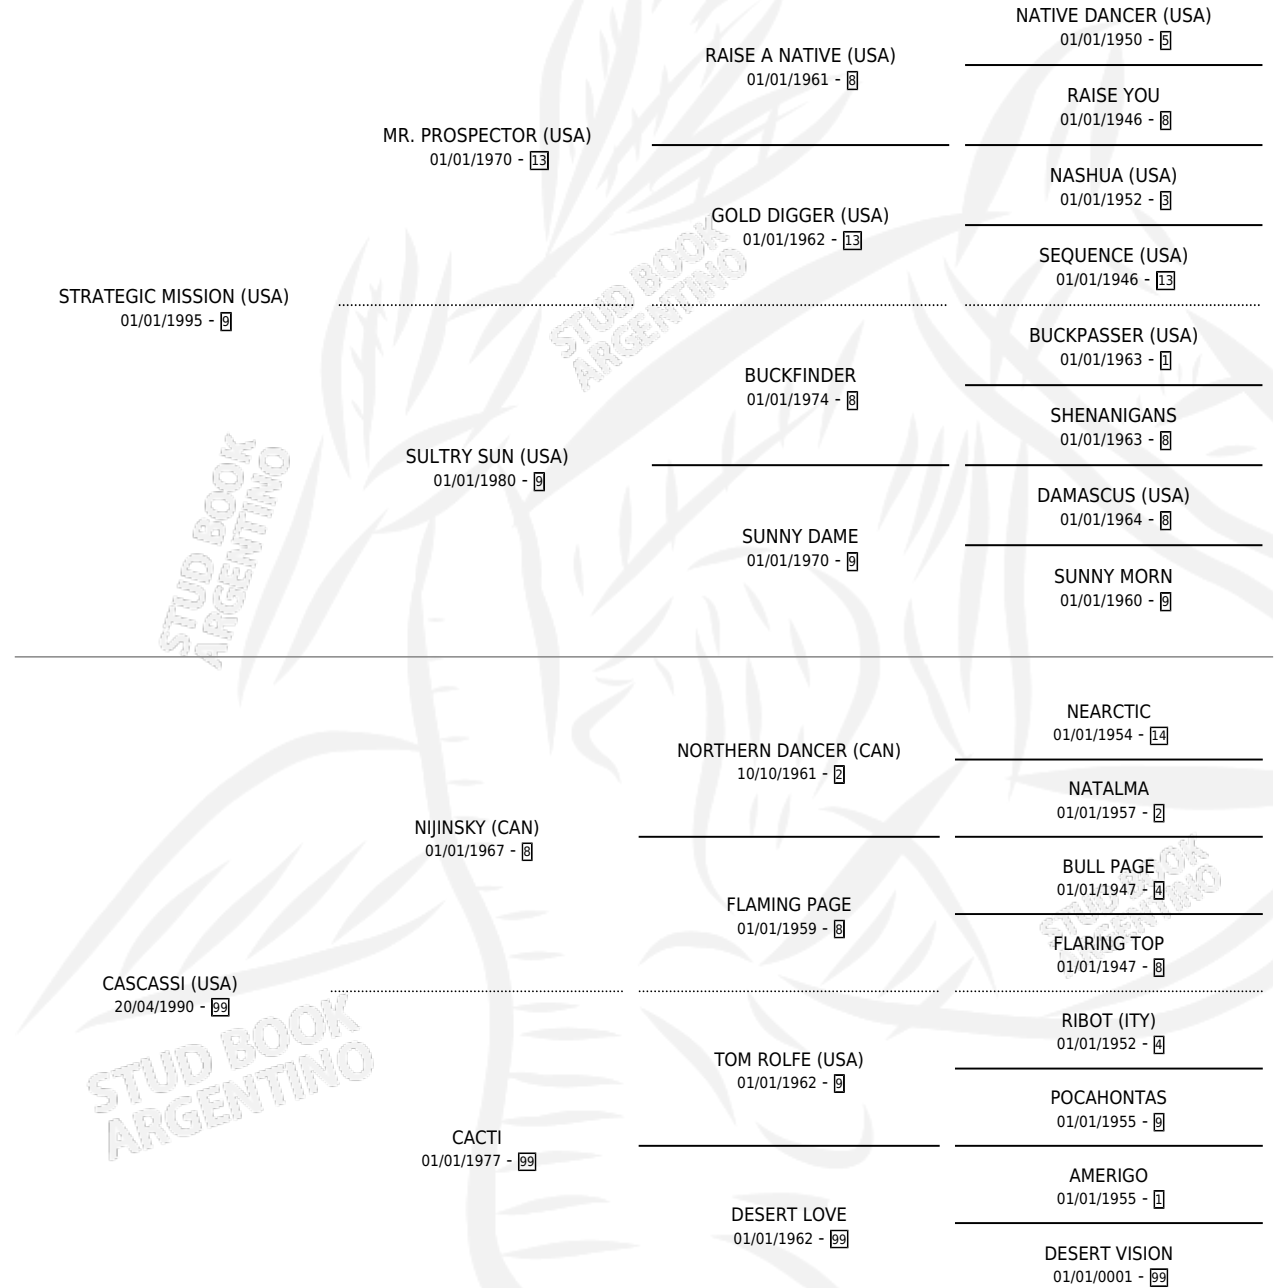 NATIVE DANCER (USA)
01/01/1950 - 5
RAISE A NATIVE (USA)
01/01/1961 - 8
RAISE YOU
01/01/1946 - 8
MR. PROSPECTOR (USA)
01/01/1970 - 13
NASHUA (USA)
01/01/1952 - 3
GOLD DIGGER (USA)
01/01/1962 - 13
SEQUENCE (USA)
01/01/1946 - 13
STRATEGIC MISSION (USA)
01/01/1995 - 9
STUD BOOK
ARGENTINO
BUCKPASSER (USA)
01/01/1963 - 1
BUCKFINDER
01/01/1974 - 8
SHENANIGANS
01/01/1963 - 8
SULTRY SUN (USA)
01/01/1980 - 9
DAMASCUS (USA)
01/01/1964 - 8
SUNNY DAME
01/01/1970 - 9
SUNNY MORN
01/01/1960 - 9
STUD BOOK
ARGENTINO
NEARCTIC
01/01/1954 - 14
NORTHERN DANCER (CAN)
10/10/1961 - 2
NATALMA
01/01/1957 - 2
NIJINSKY (CAN)
01/01/1967 - 8
BULL PAGE
01/01/1947 - 4
FLAMING PAGE
01/01/1959 - 8
STUD BOOK
ARGENTINO
FLARING TOP
01/01/1947 - 8
CASCASSI (USA)
20/04/1990 - 99
RIBOT (ITY)
01/01/1952 - 4
TOM ROLFE (USA)
01/01/1962 - 9
STUD BOOK
ARGENTINO
POCAHONTAS
01/01/1955 - 9
CACTI
01/01/1977 - 99
AMERIGO
01/01/1955 - 1
DESERT LOVE
01/01/1962 - 99
DESERT VISION
01/01/0001 - 99